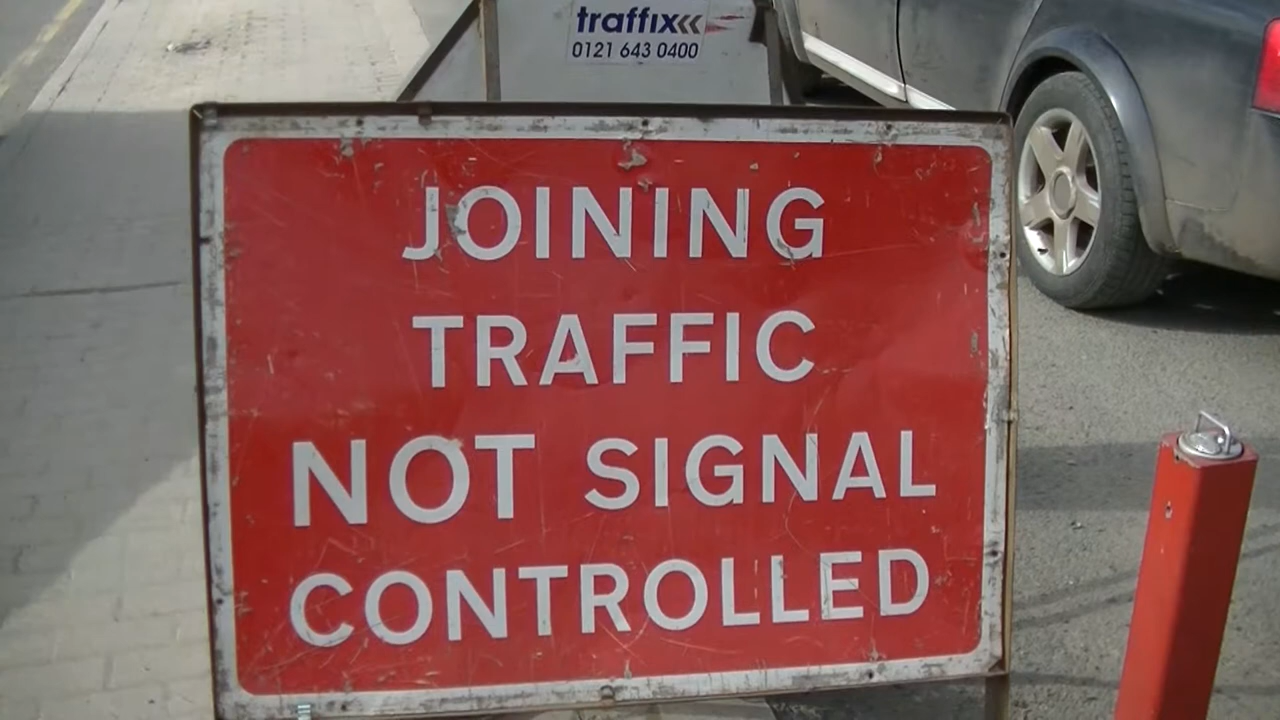 traffix
0121 643 0400
JOINING
TRAFFIC
NOT SIGNAL
CONTROLLED